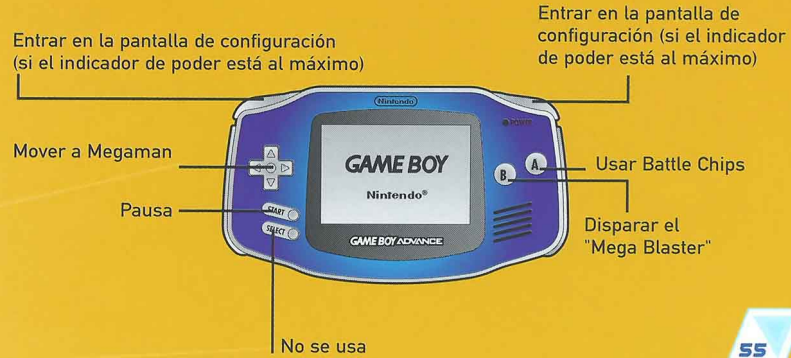 Entrar en la pantalla de
configuración (si el indicador
de poder está al máximo)
Entrar en la pantalla de configuración
(si el indicador de poder está al máximo)
Nintendo
POWER
Mover a Megaman
GAME BOY
Nintendo®
A
B
Usar Battle Chips
Pausa
START
SELECT
GAME BOY ADVANCE
Disparar el
"Mega Blaster"
No se usa
55